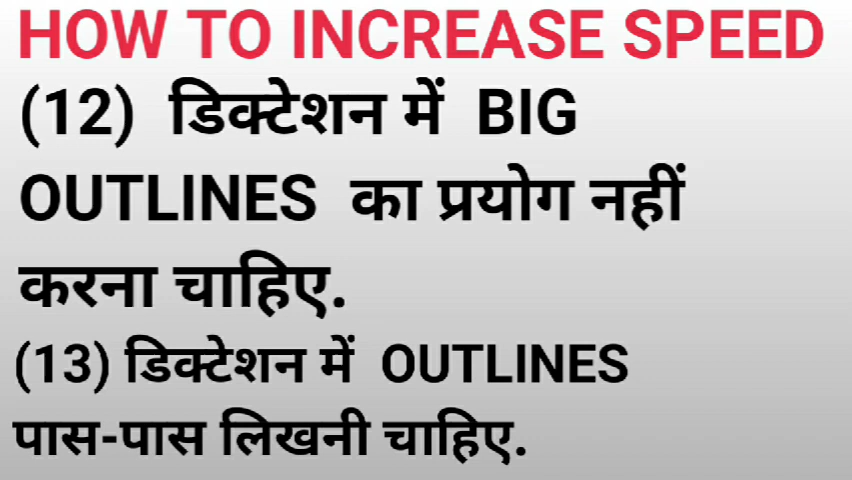 HOW TO INCREASE SPEED
(12) डिक्टेशन में BIG
OUTLINES का प्रयोग नहीं
करना चाहिए.
(13) डिक्टेशन में OUTLINES
पास-पास लिखनी चाहिए.